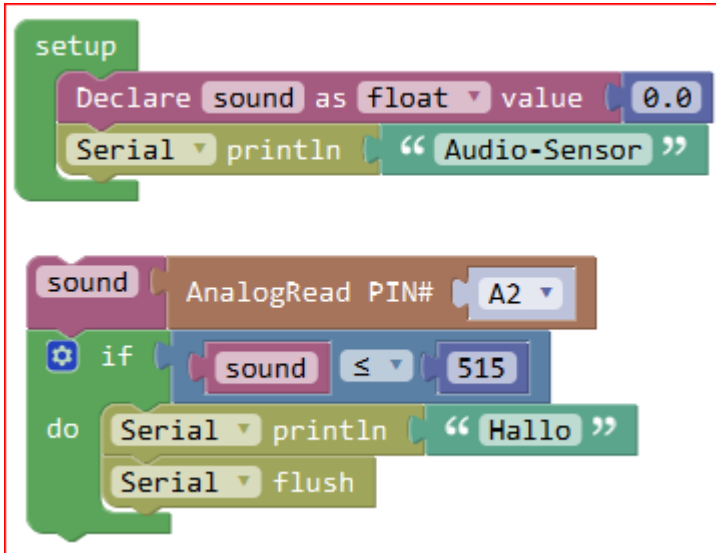 setup
Declare sound as float value 0.0
Serial println “ Audio-Sensor ”
sound AnalogRead PIN# A2
if sound ≤ 515
do Serial println “ Hallo ”
Serial flush